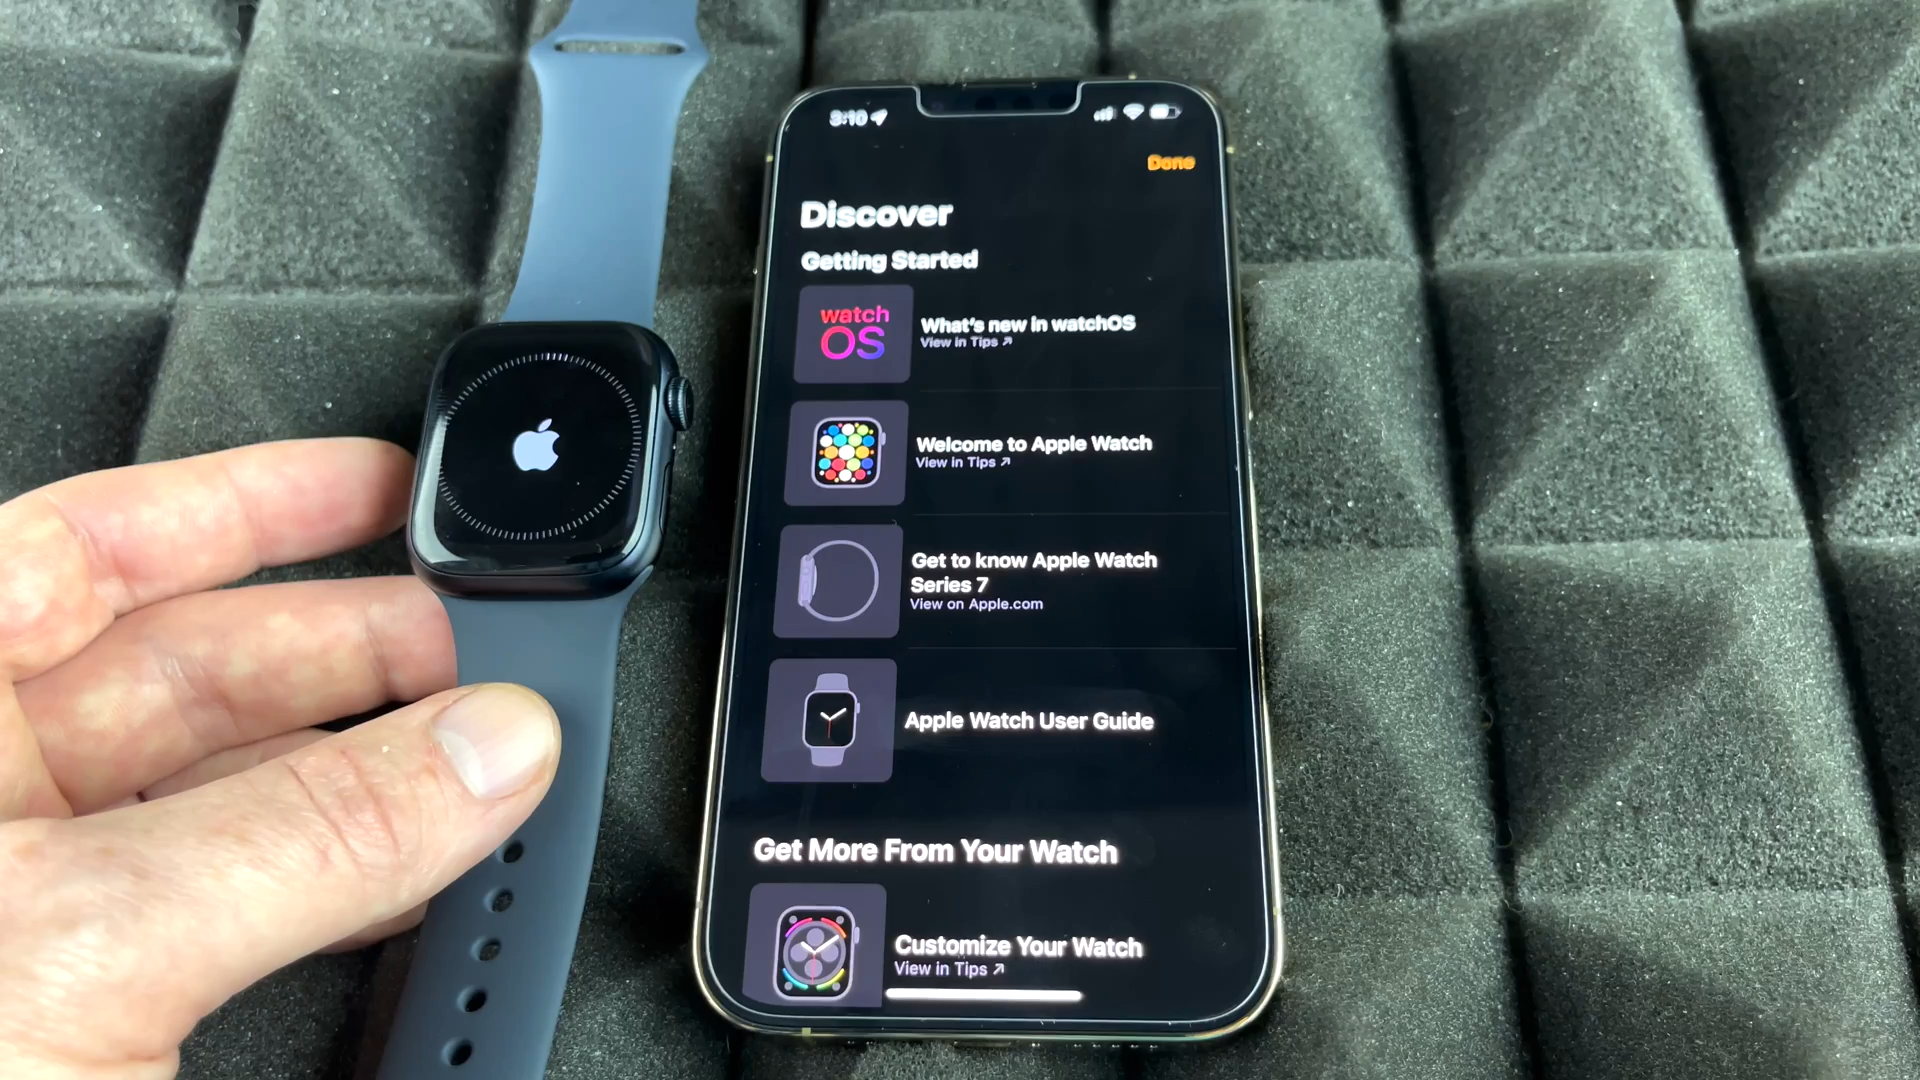 3:10
Done
Discover
Getting Started
watch
OS
What's new in watchOS
View in Tips ↗
Welcome to Apple Watch
View in Tips ↗
Get to know Apple Watch
Series 7
View on Apple.com
Apple Watch User Guide
Get More From Your Watch
Customize Your Watch
View in Tips ↗